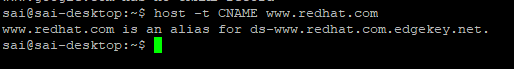 sai@sai-desktop:~$ host -t CNAME www.redhat.com
www.redhat.com is an alias for ds-www.redhat.com.edgekey.net.
sai@sai-desktop:~$